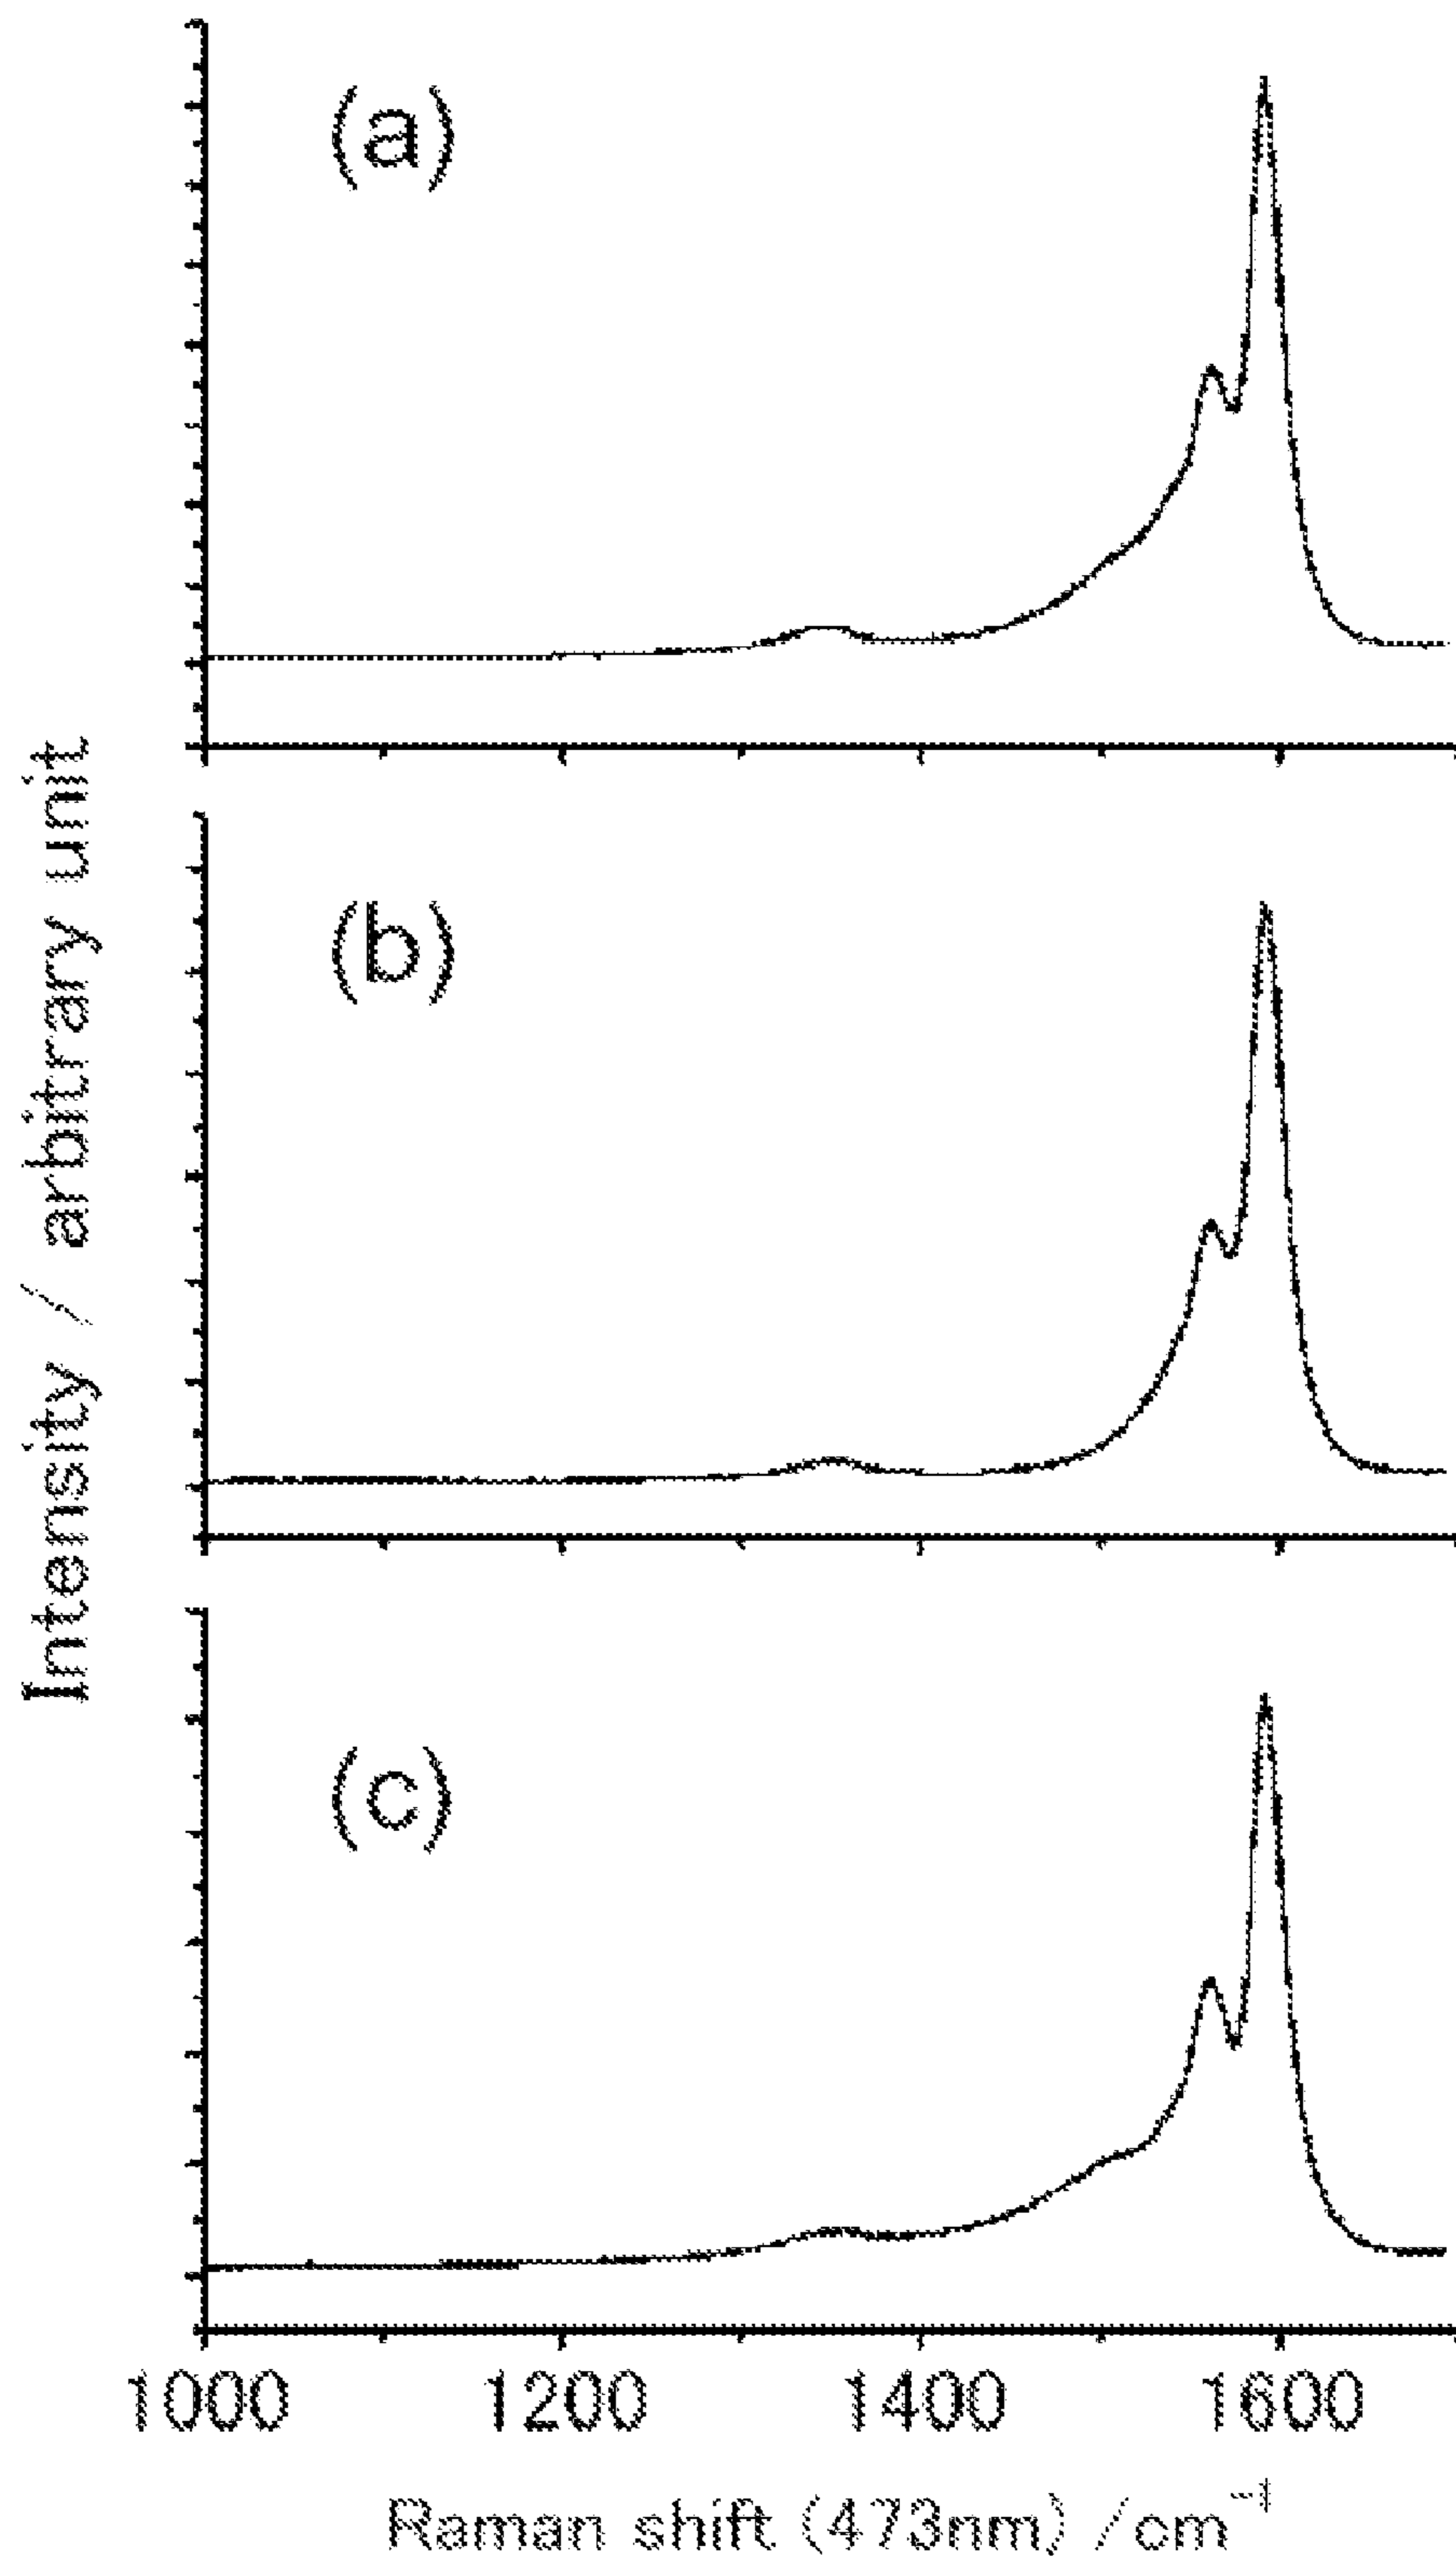 (a)
(b)
(c)
Intensity / arbitrary unit
1000 1200 1400 1600
Raman shift (473nm) /cm⁻¹